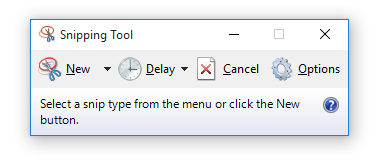 Snipping Tool
New Delay Cancel Options
Select a snip type from the menu or click the New
button.